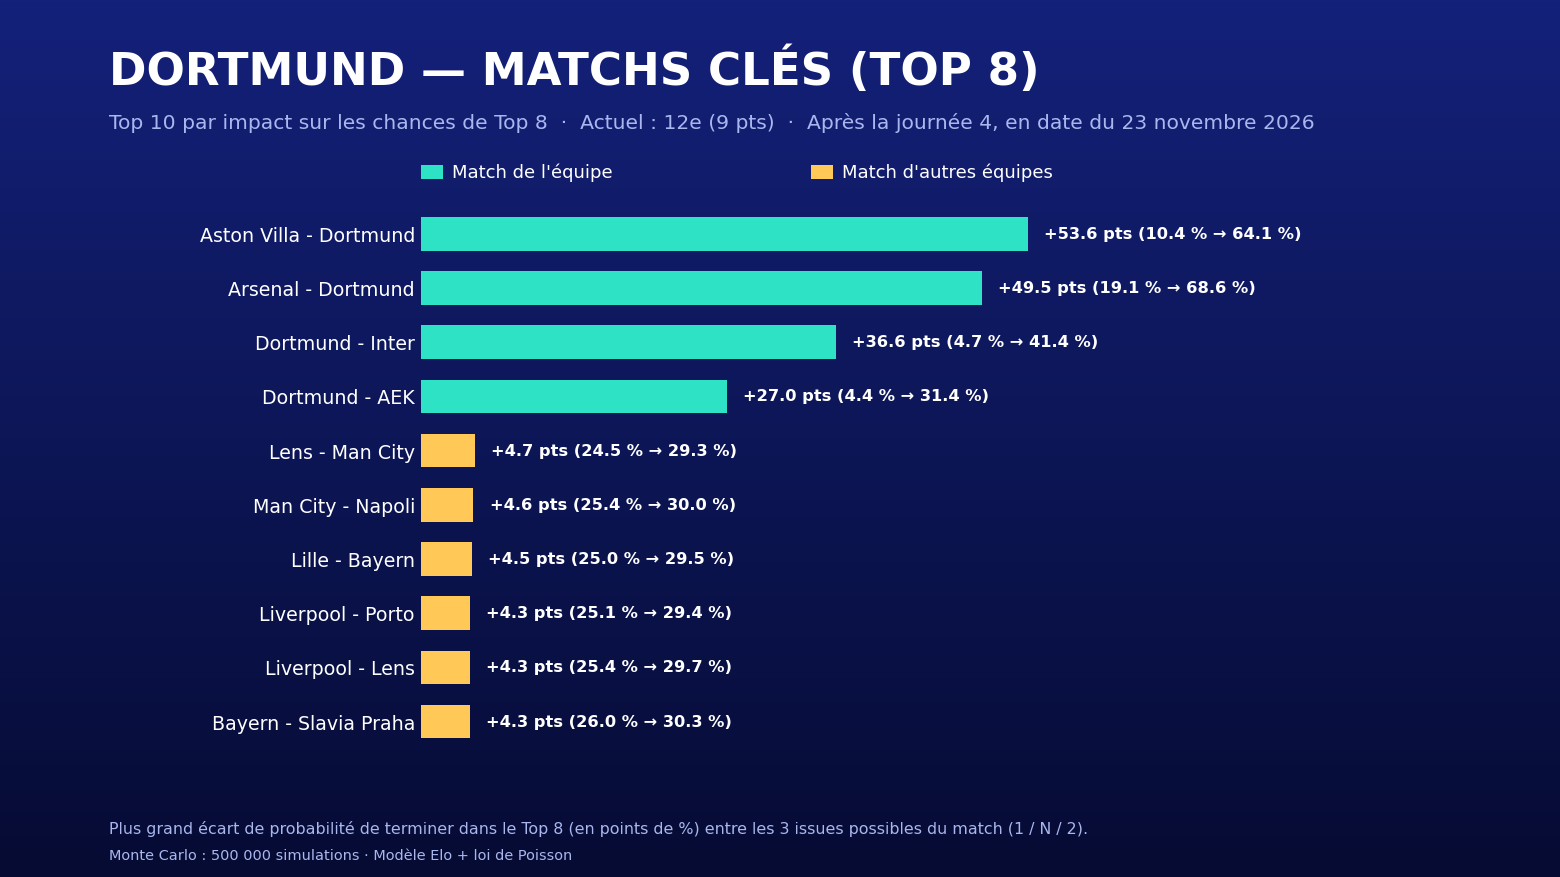 DORTMUND — MATCHS CLÉS (TOP 8)
Top 10 par impact sur les chances de Top 8 · Actuel : 12e (9 pts) · Après la journée 4, en date du 23 novembre 2026
Match de l'équipe
Match d'autres équipes
Aston Villa - Dortmund +53.6 pts (10.4 % → 64.1 %)
Arsenal - Dortmund +49.5 pts (19.1 % → 68.6 %)
Dortmund - Inter +36.6 pts (4.7 % → 41.4 %)
Dortmund - AEK +27.0 pts (4.4 % → 31.4 %)
Lens - Man City +4.7 pts (24.5 % → 29.3 %)
Man City - Napoli +4.6 pts (25.4 % → 30.0 %)
Lille - Bayern +4.5 pts (25.0 % → 29.5 %)
Liverpool - Porto +4.3 pts (25.1 % → 29.4 %)
Liverpool - Lens +4.3 pts (25.4 % → 29.7 %)
Bayern - Slavia Praha +4.3 pts (26.0 % → 30.3 %)
Plus grand écart de probabilité de terminer dans le Top 8 (en points de %) entre les 3 issues possibles du match (1 / N / 2).
Monte Carlo : 500 000 simulations · Modèle Elo + loi de Poisson